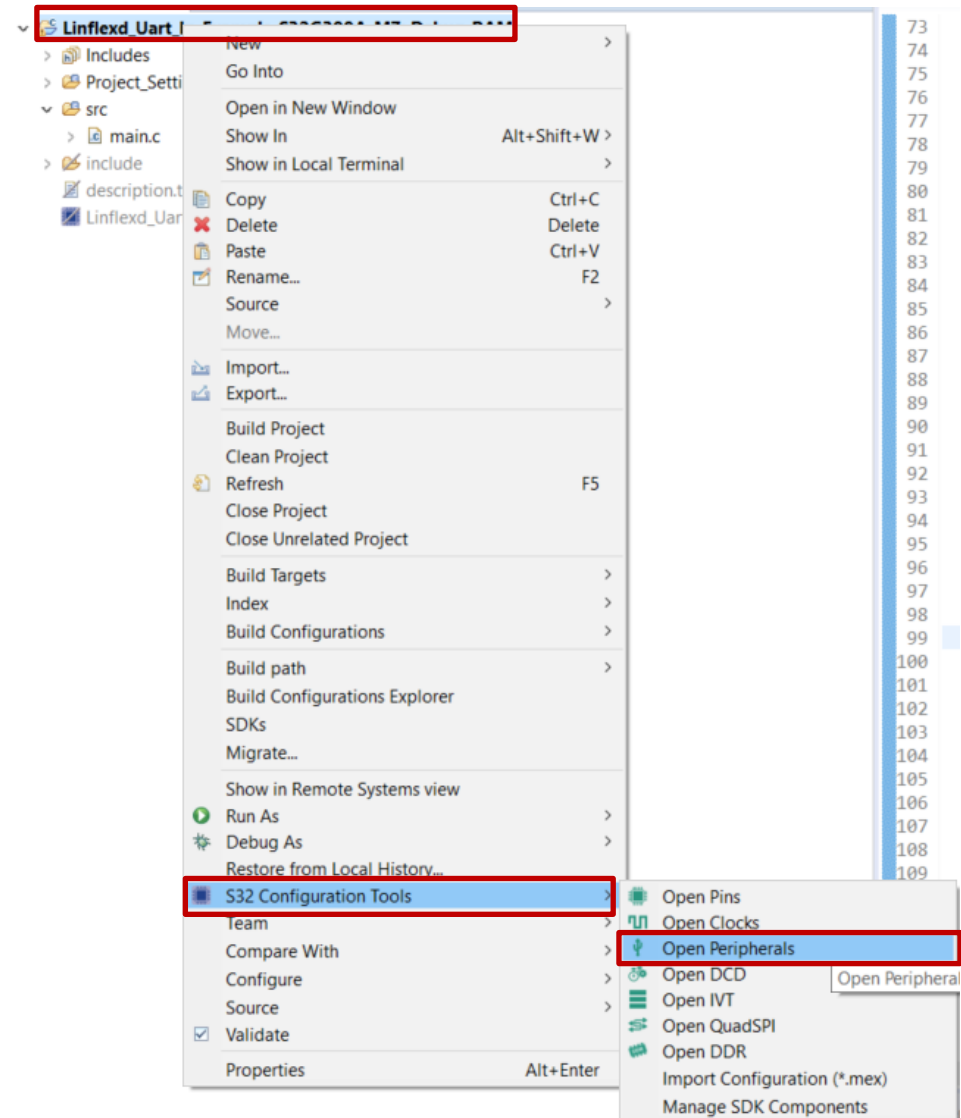 Linflexd_Uart_
Includes
Project_Setti
src
main.c
include
description.t
Linflexd_Uar
New
Go Into
Open in New Window
Show In Alt+Shift+W >
Show in Local Terminal >
Copy Ctrl+C
Delete Delete
Paste Ctrl+V
Rename... F2
Source >
Move...
Import...
Export...
Build Project
Clean Project
Refresh F5
Close Project
Close Unrelated Project
Build Targets >
Index >
Build Configurations >
Build path >
Build Configurations Explorer
SDKs
Migrate...
Show in Remote Systems view
Run As >
Debug As >
Restore from Local History...
S32 Configuration Tools >
Team >
Compare With >
Configure >
Source >
Validate
Properties Alt+Enter
Open Pins
Open Clocks
Open Peripherals
Open DCD
Open Peripheral
Open IVT
Open QuadSPI
Open DDR
Import Configuration (*.mex)
Manage SDK Components
73
74
75
76
77
78
79
80
81
82
83
84
85
86
87
88
89
90
91
92
93
94
95
96
97
98
99
100
101
102
103
104
105
106
107
108
109